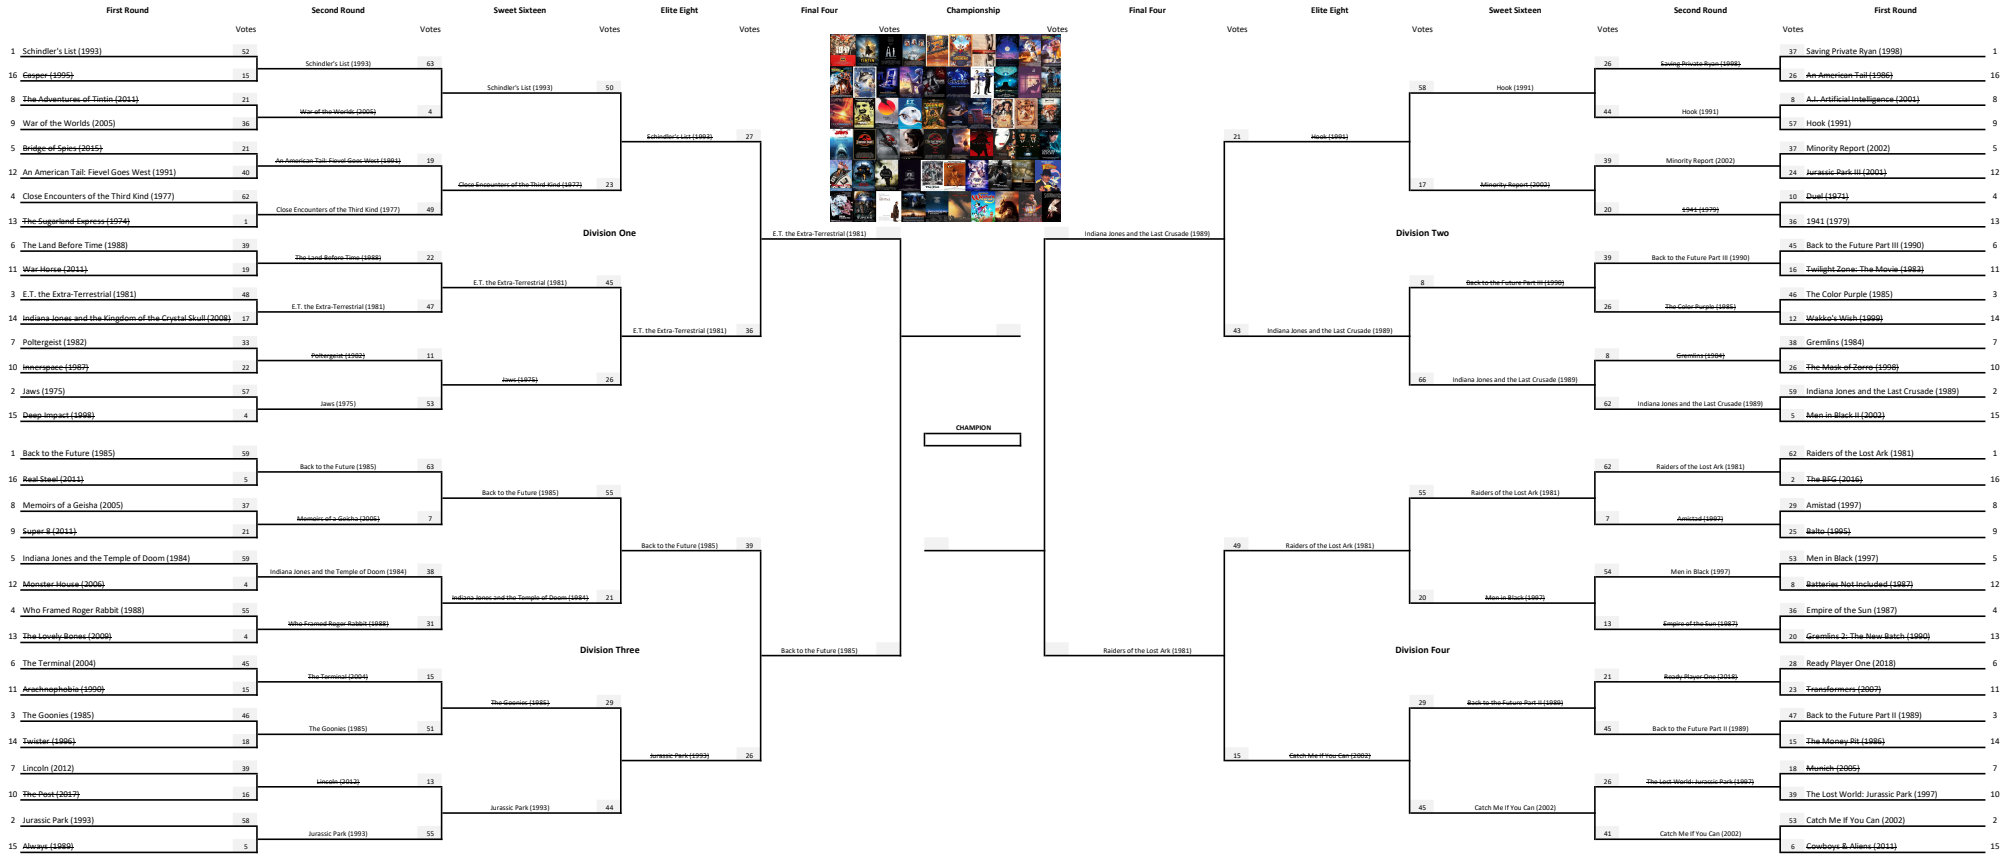 First Round Second Round Sweet Sixteen Elite Eight Final Four Championship Final Four Elite Eight Sweet Sixteen Second Round First Round
Votes Votes Votes Votes Votes Votes Votes Votes Votes Votes
1 Schindler's List (1993) 52
16 Casper (1995) 15
8 The Adventures of Tintin (2011) 21
9 War of the Worlds (2005) 36
5 Bridge of Spies (2015) 21
12 An American Tail: Fievel Goes West (1991) 40
4 Close Encounters of the Third Kind (1977) 62
13 The Sugarland Express (1974) 1
6 The Land Before Time (1988) 39
11 War Horse (2011) 19
3 E.T. the Extra-Terrestrial (1981) 48
14 Indiana Jones and the Kingdom of the Crystal Skull (2008) 17
7 Poltergeist (1982) 33
10 Innerspace (1987) 22
2 Jaws (1975) 57
15 Deep Impact (1998) 4
1 Back to the Future (1985) 59
16 Real Steel (2011) 5
8 Memoirs of a Geisha (2005) 37
9 Super 8 (2011) 21
5 Indiana Jones and the Temple of Doom (1984) 59
12 Monster House (2006) 4
4 Who Framed Roger Rabbit (1988) 55
13 The Lovely Bones (2009) 4
6 The Terminal (2004) 45
11 Arachnophobia (1990) 15
3 The Goonies (1985) 46
14 Twister (1996) 18
7 Lincoln (2012) 39
10 The Post (2017) 16
2 Jurassic Park (1993) 58
15 Always (1989) 5
Schindler's List (1993) 63
War of the Worlds (2005) 4
An American Tail: Fievel Goes West (1991) 19
Close Encounters of the Third Kind (1977) 49
The Land Before Time (1988) 22
E.T. the Extra-Terrestrial (1981) 47
Poltergeist (1982) 11
Jaws (1975) 53
Back to the Future (1985) 63
Memoirs of a Geisha (2005) 7
Indiana Jones and the Temple of Doom (1984) 38
Who Framed Roger Rabbit (1988) 31
The Terminal (2004) 15
The Goonies (1985) 51
Lincoln (2012) 13
Jurassic Park (1993) 55
Schindler's List (1993) 50
Close Encounters of the Third Kind (1977) 23
E.T. the Extra-Terrestrial (1981) 45
Jaws (1975) 26
Back to the Future (1985) 55
Indiana Jones and the Temple of Doom (1984) 21
The Goonies (1985) 29
Jurassic Park (1993) 44
Division One
Division Three
Schindler's List (1993) 27
E.T. the Extra-Terrestrial (1981) 36
Back to the Future (1985) 39
Jurassic Park (1993) 26
E.T. the Extra-Terrestrial (1981)
Back to the Future (1985)
CHAMPION
Indiana Jones and the Last Crusade (1989)
Raiders of the Lost Ark (1981)
21 Hook (1991)
43 Indiana Jones and the Last Crusade (1989)
49 Raiders of the Lost Ark (1981)
15 Catch Me If You Can (2002)
Division Two
Division Four
58 Hook (1991)
17 Minority Report (2002)
8 Back to the Future Part III (1990)
66 Indiana Jones and the Last Crusade (1989)
55 Raiders of the Lost Ark (1981)
20 Men in Black (1997)
29 Back to the Future Part II (1989)
45 Catch Me If You Can (2002)
26 Saving Private Ryan (1998)
44 Hook (1991)
39 Minority Report (2002)
20 1941 (1979)
39 Back to the Future Part III (1990)
26 The Color Purple (1985)
8 Gremlins (1984)
62 Indiana Jones and the Last Crusade (1989)
62 Raiders of the Lost Ark (1981)
7 Amistad (1997)
54 Men in Black (1997)
13 Empire of the Sun (1987)
21 Ready Player One (2018)
45 Back to the Future Part II (1989)
26 The Lost World: Jurassic Park (1997)
41 Catch Me If You Can (2002)
37 Saving Private Ryan (1998) 1
26 An American Tail (1986) 16
8 A.I. Artificial Intelligence (2001) 8
57 Hook (1991) 9
37 Minority Report (2002) 5
24 Jurassic Park III (2001) 12
10 Duel (1971) 4
36 1941 (1979) 13
45 Back to the Future Part III (1990) 6
16 Twilight Zone: The Movie (1983) 11
46 The Color Purple (1985) 3
12 Wakko's Wish (1999) 14
38 Gremlins (1984) 7
26 The Mask of Zorro (1998) 10
59 Indiana Jones and the Last Crusade (1989) 2
5 Men in Black II (2002) 15
62 Raiders of the Lost Ark (1981) 1
2 The BFG (2016) 16
29 Amistad (1997) 8
25 Balto (1995) 9
53 Men in Black (1997) 5
8 Batteries Not Included (1987) 12
36 Empire of the Sun (1987) 4
20 Gremlins 2: The New Batch (1990) 13
28 Ready Player One (2018) 6
23 Transformers (2007) 11
47 Back to the Future Part II (1989) 3
15 The Money Pit (1986) 14
18 Munich (2005) 7
39 The Lost World: Jurassic Park (1997) 10
53 Catch Me If You Can (2002) 2
6 Cowboys & Aliens (2011) 15